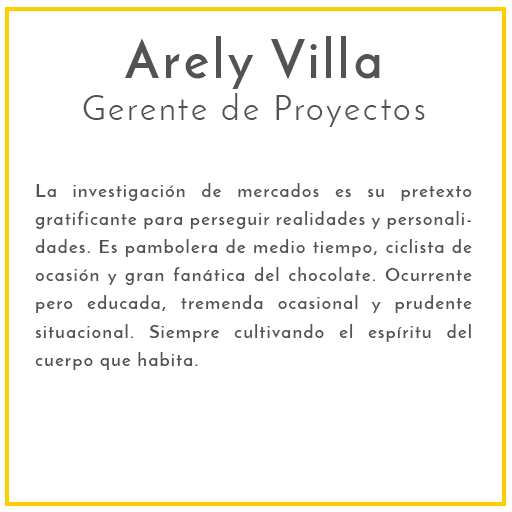 Arely Villa
Gerente de Proyectos
La investigación de mercados es su pretexto
gratificante para perseguir realidades y personali-
dades. Es pambolera de medio tiempo, ciclista de
ocasión y gran fanática del chocolate. Ocurrente
pero educada, tremenda ocasional y prudente
situacional. Siempre cultivando el espíritu del
cuerpo que habita.